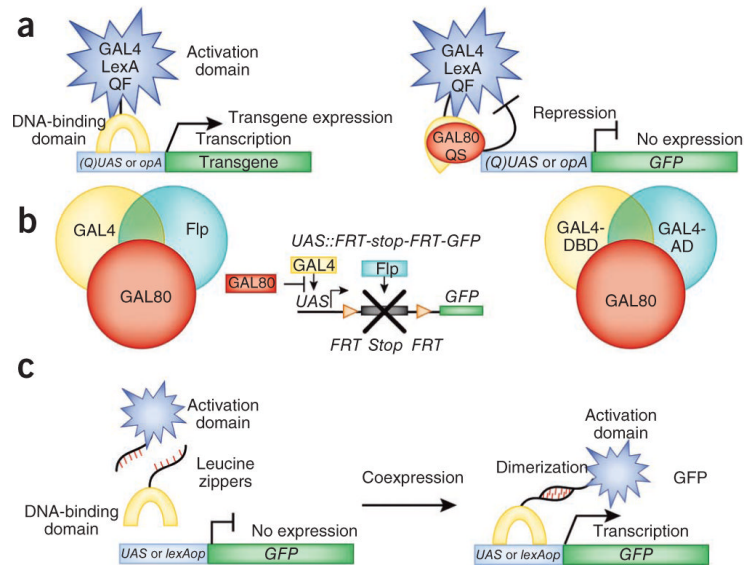 a
GAL4
LexA
QF
Activation
domain
DNA-binding
domain
Transgene expression
Transcription
(Q)UAS or opA
Transgene
GAL4
LexA
QF
GAL80
QS
Repression
No expression
(Q)UAS or opA
GFP
b
GAL4
Flp
GAL80
UAS::FRT-stop-FRT-GFP
GAL4
Flp
GAL80
UAS
GFP
FRT Stop FRT
GAL4-
DBD
GAL4-
AD
GAL80
c
Activation
domain
Leucine
zippers
DNA-binding
domain
No expression
UAS or lexAop
GFP
Coexpression
Activation
domain
Dimerization
GFP
Transcription
UAS or lexAop
GFP